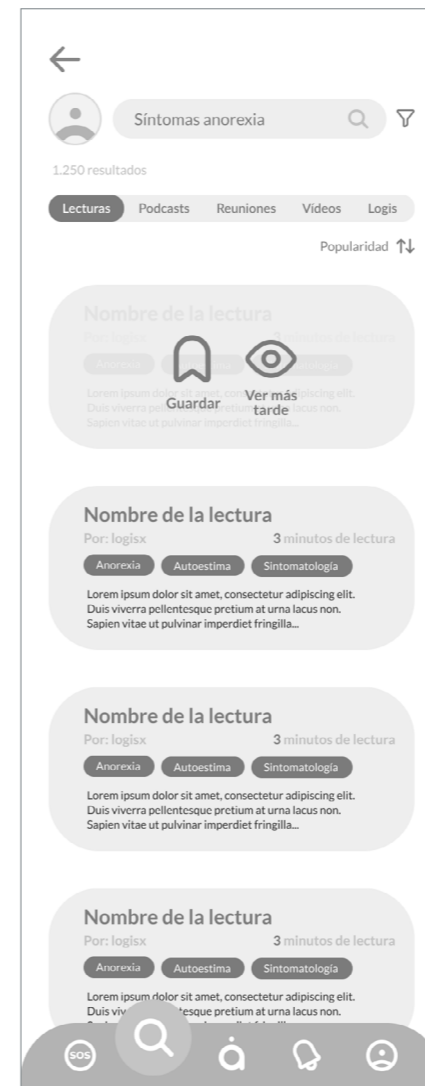 Síntomas anorexia
1.250 resultados
Lecturas Podcasts Reuniones Vídeos Logis
Popularidad
Nombre de la lectura
Por: logisx 3 minutos de lectura
Anorexia
Guardar Ver más tarde
Lorem ipsum dolor sit amet, consectetur adipiscing elit.
Duis viverra pellentesque pretium at urna lacus non.
Sapien vitae ut pulvinar imperdiet fringilla...
Nombre de la lectura
Por: logisx 3 minutos de lectura
Anorexia Autoestima Sintomatología
Lorem ipsum dolor sit amet, consectetur adipiscing elit.
Duis viverra pellentesque pretium at urna lacus non.
Sapien vitae ut pulvinar imperdiet fringilla...
Nombre de la lectura
Por: logisx 3 minutos de lectura
Anorexia Autoestima Sintomatología
Lorem ipsum dolor sit amet, consectetur adipiscing elit.
Duis viverra pellentesque pretium at urna lacus non.
Sapien vitae ut pulvinar imperdiet fringilla...
Nombre de la lectura
Por: logisx 3 minutos de lectura
Anorexia Autoestima Sintomatología
Lorem ipsum dolor sit amet, consectetur adipiscing elit.
Duis pretium at urna lacus non.
SOS